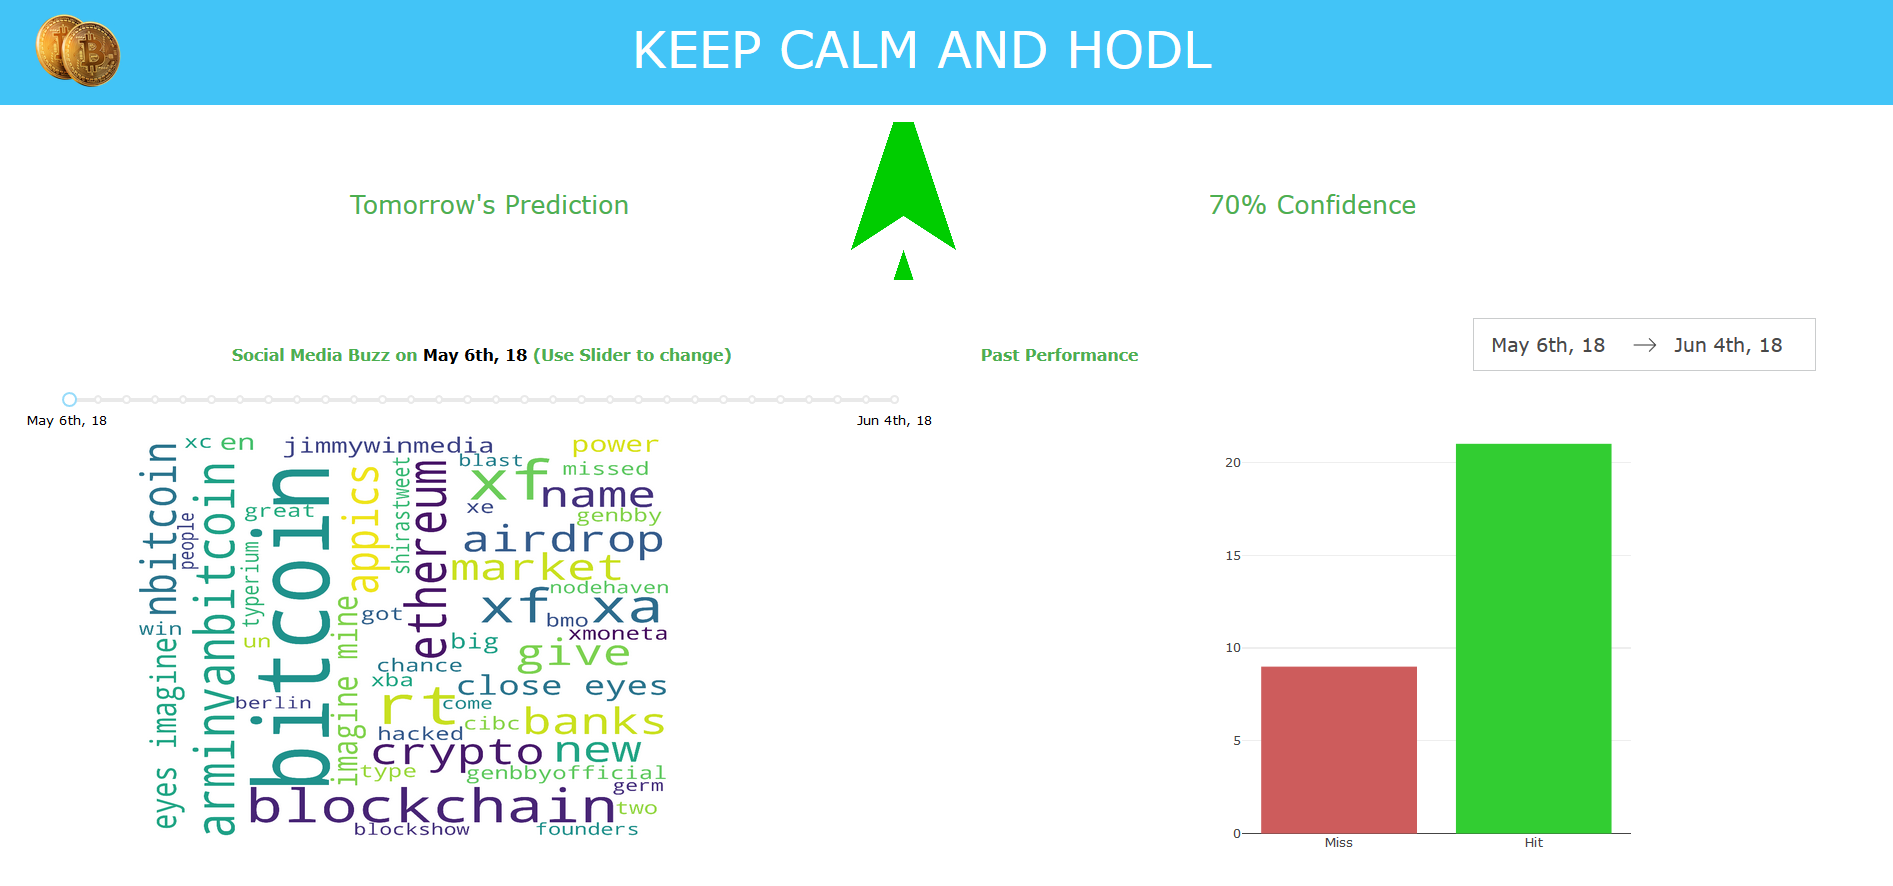 KEEP CALM AND HODL
Tomorrow's Prediction
70% Confidence
Social Media Buzz on May 6th, 18 (Use Slider to change)
May 6th, 18
Jun 4th, 18
Past Performance
May 6th, 18 → Jun 4th, 18
xc
en
jimmywinmedia
power
nbitcoin
arminvanbitcoin
bitcoin
appics
shirastweet
ethereum
blast
xf
missed
name
xe
great
genbby
people
airdrop
typerium
market
nodehaven
got
xf
bmo
xa
win
un
big
xmoneta
give
imagine mine
chance
xba
close eyes
eyes imagine
berlin
rt
come
cibc
banks
hacked
crypto
new
type
genbbyofficial
germ
blockchain
two
blockshow
founders
20
15
10
5
0
Miss
Hit